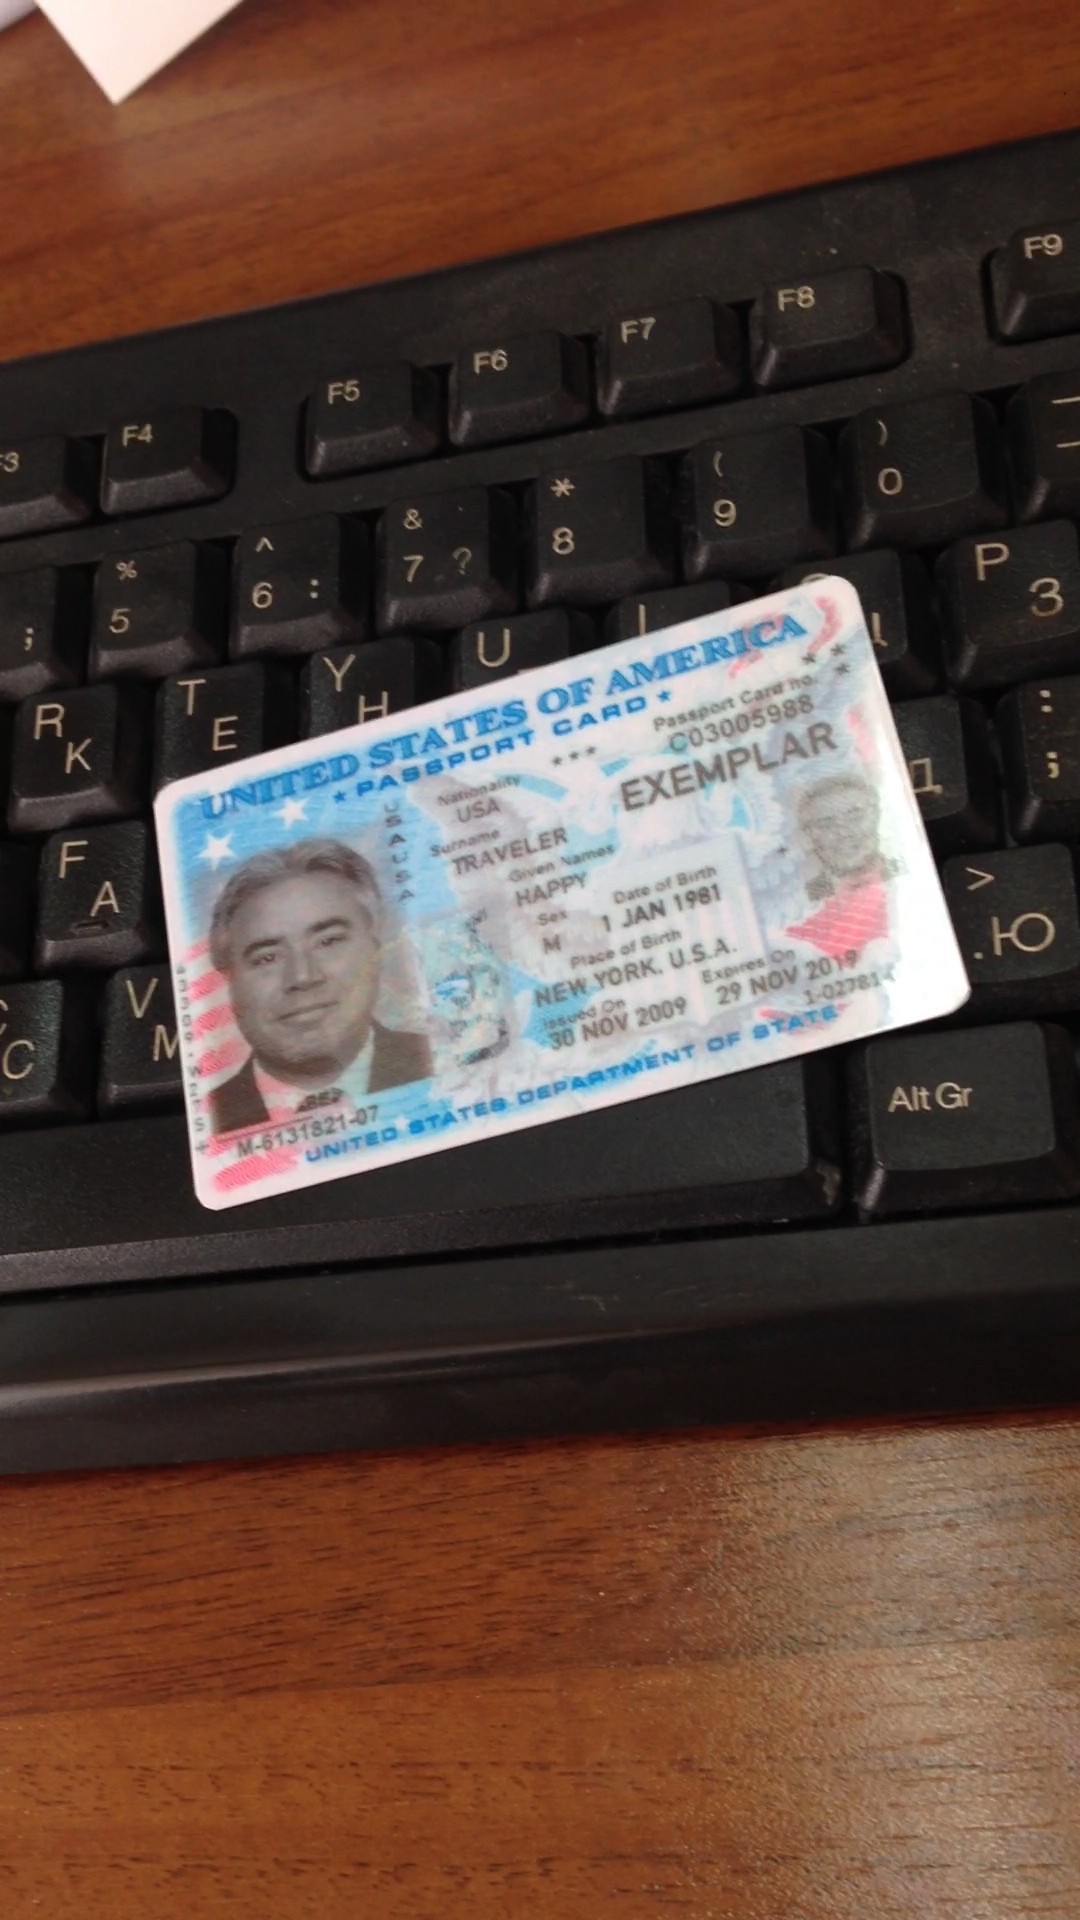 F3 F4 F5 F6 F7 F8 F9
; % 5 ^ 6 : & 7 ? * 8 ( 9 ) 0
R K T E Y H U I P З
F A : ;
C С V М > . Ю
Alt Gr
UNITED STATES OF AMERICA
★ PASSPORT CARD ★
Passport Card no.
C03005988
EXEMPLAR
USAUSA
Nationality
USA
Surname
TRAVELER
Given Names
HAPPY
Sex
M
Date of Birth
1 JAN 1981
Place of Birth
NEW YORK, U.S.A.
Issued On
30 NOV 2009
Expires On
29 NOV 2019
M-6131821-07
UNITED STATES DEPARTMENT OF STATE